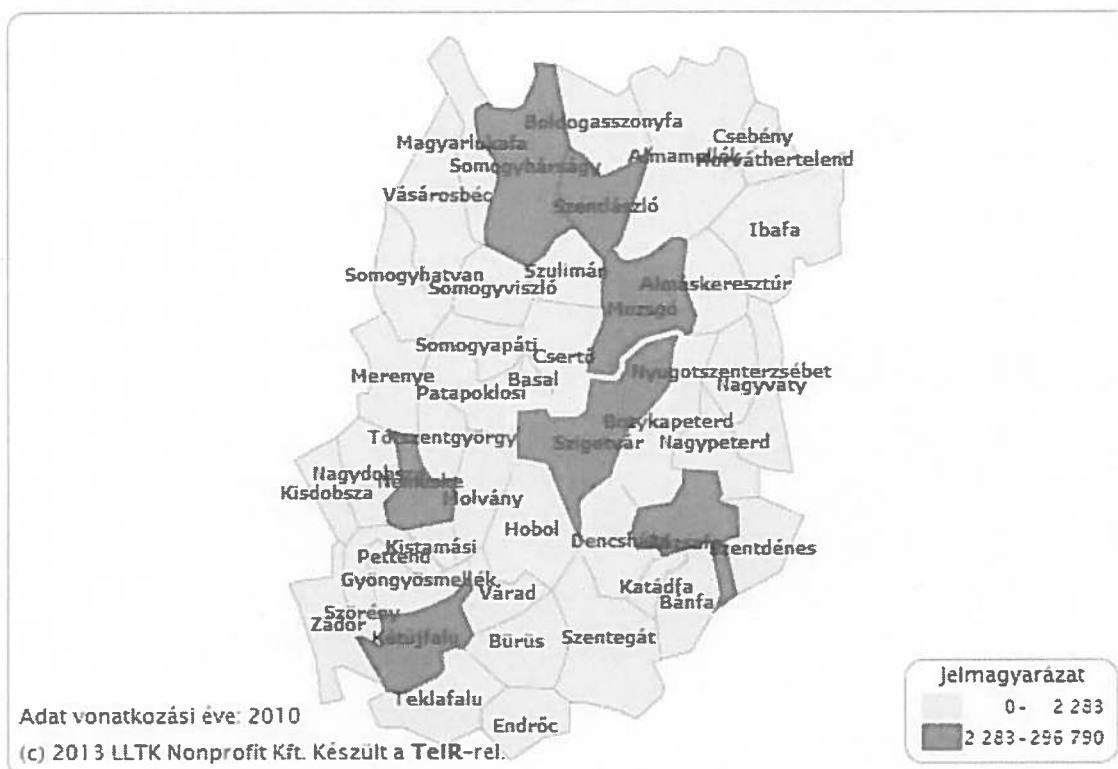 Boldogasszonyfa
Csebény
Magyarlukafa
Almamellék
Horváthertelend
Somogyhárságy
Vásárosbéc
Szentlászló
Ibafa
Szulimán
Somogyhatvan
Almáskeresztúr
Somogyviszló
Mozsgó
Somogyapáti
Csertő
Nyugotszenterzsébet
Merenye
Basal
Nagyváty
Patapoklosi
Botykapeterd
Tótszentgyörgy
Szigetvár
Nagypeterd
Nagydobsza
Nemeske
Kisdobsza
Molvány
Hobol
Dencsháza
Rózsafa
Szentdénes
Kistamási
Pettend
Gyöngyösmellék
Várad
Katádfa
Bánfa
Szörény
Zádor
Kétújfalu
Bürüs
Szentegát
Teklafalu
Endrőc
Jelmagyarázat
0- 2 283
2 283-296 790
Adat vonatkozási éve: 2010
(c) 2013 LLTK Nonprofit Kft. Készült a TeIR-rel.